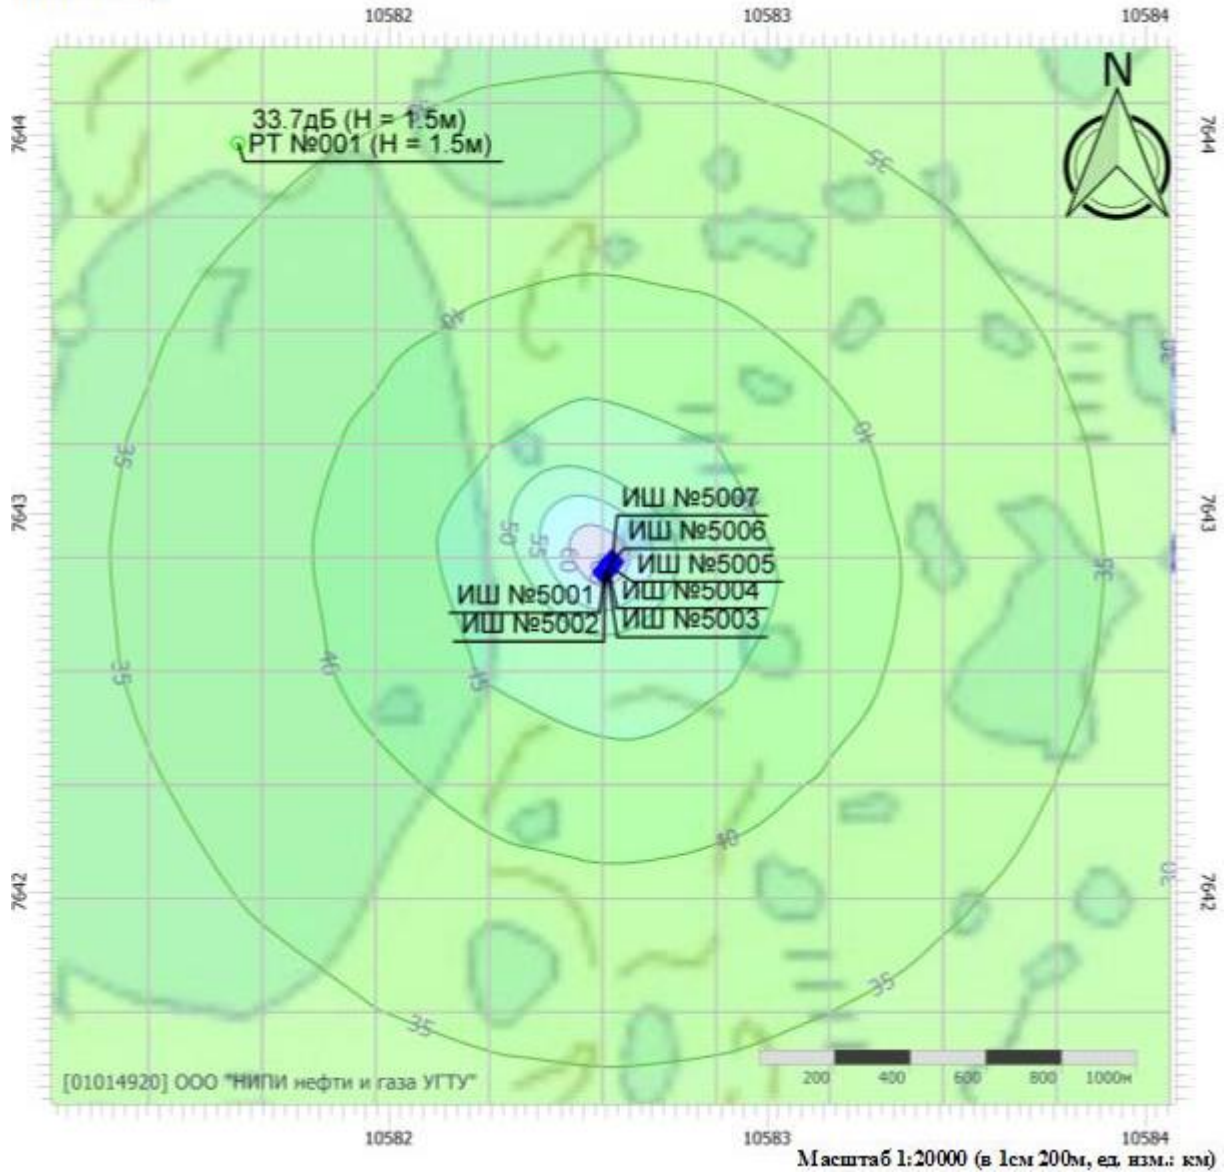 10582 10583 10584
N
33.7дБ (Н = 1.5м)
РТ №001 (Н = 1.5м)
7644 7644
35
40
40
35
35
7643 7643
ИШ №5007
ИШ №5006
50 55 60
ИШ №5005
35
ИШ №5001 ИШ №5004
ИШ №5002 ИШ №5003
35 40 45
40
30
7642 7642
35
35
200 400 600 800 1000м
[01014920] ООО "НИПИ нефти и газа УГТУ"
10582 10583 10584
Масштаб 1:20000 (в 1см 200м, ед. изм.: км)